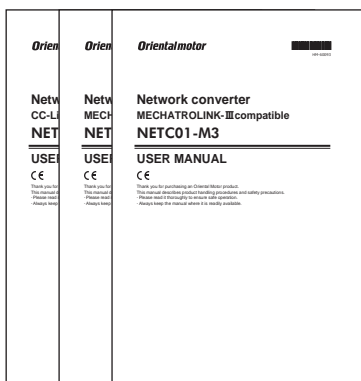 Orien
Netw
CC-Li
NET
USE
CE
Thank you for
This manual d
- Please read
- Always keep
Orien
Netw
MECH
NET
USE
CE
Thank you for
This manual d
- Please read
- Always keep
Orientalmotor
Network converter
MECHATROLINK-Ⅲcompatible
NETC01-M3
USER MANUAL
CE
Thank you for purchasing an Oriental Motor product.
This manual describes product handling procedures and safety precautions.
- Please read it thoroughly to ensure safe operation.
- Always keep the manual where it is readily available.